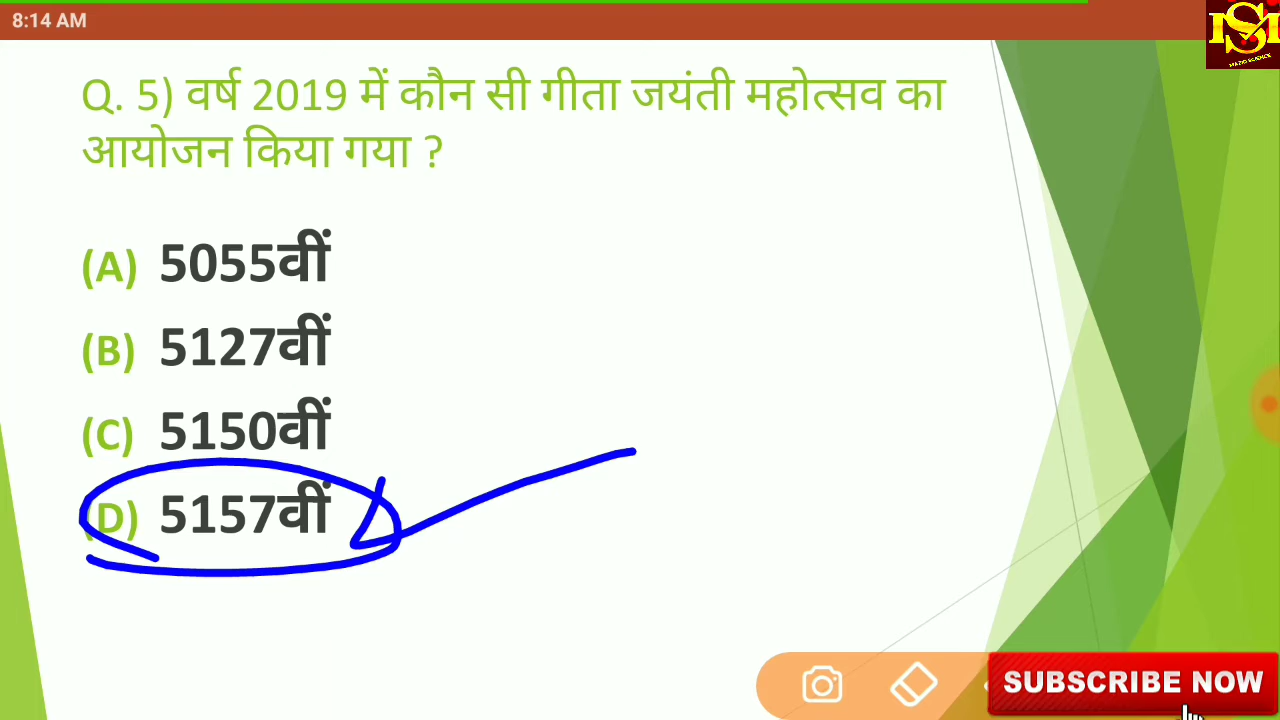 8:14 AM
Q. 5) वर्ष 2019 में कौन सी गीता जयंती महोत्सव का
आयोजन किया गया ?
(A) 5055वीं
(B) 5127वीं
(C) 5150वीं
(D) 5157वीं
SUBSCRIBE NOW